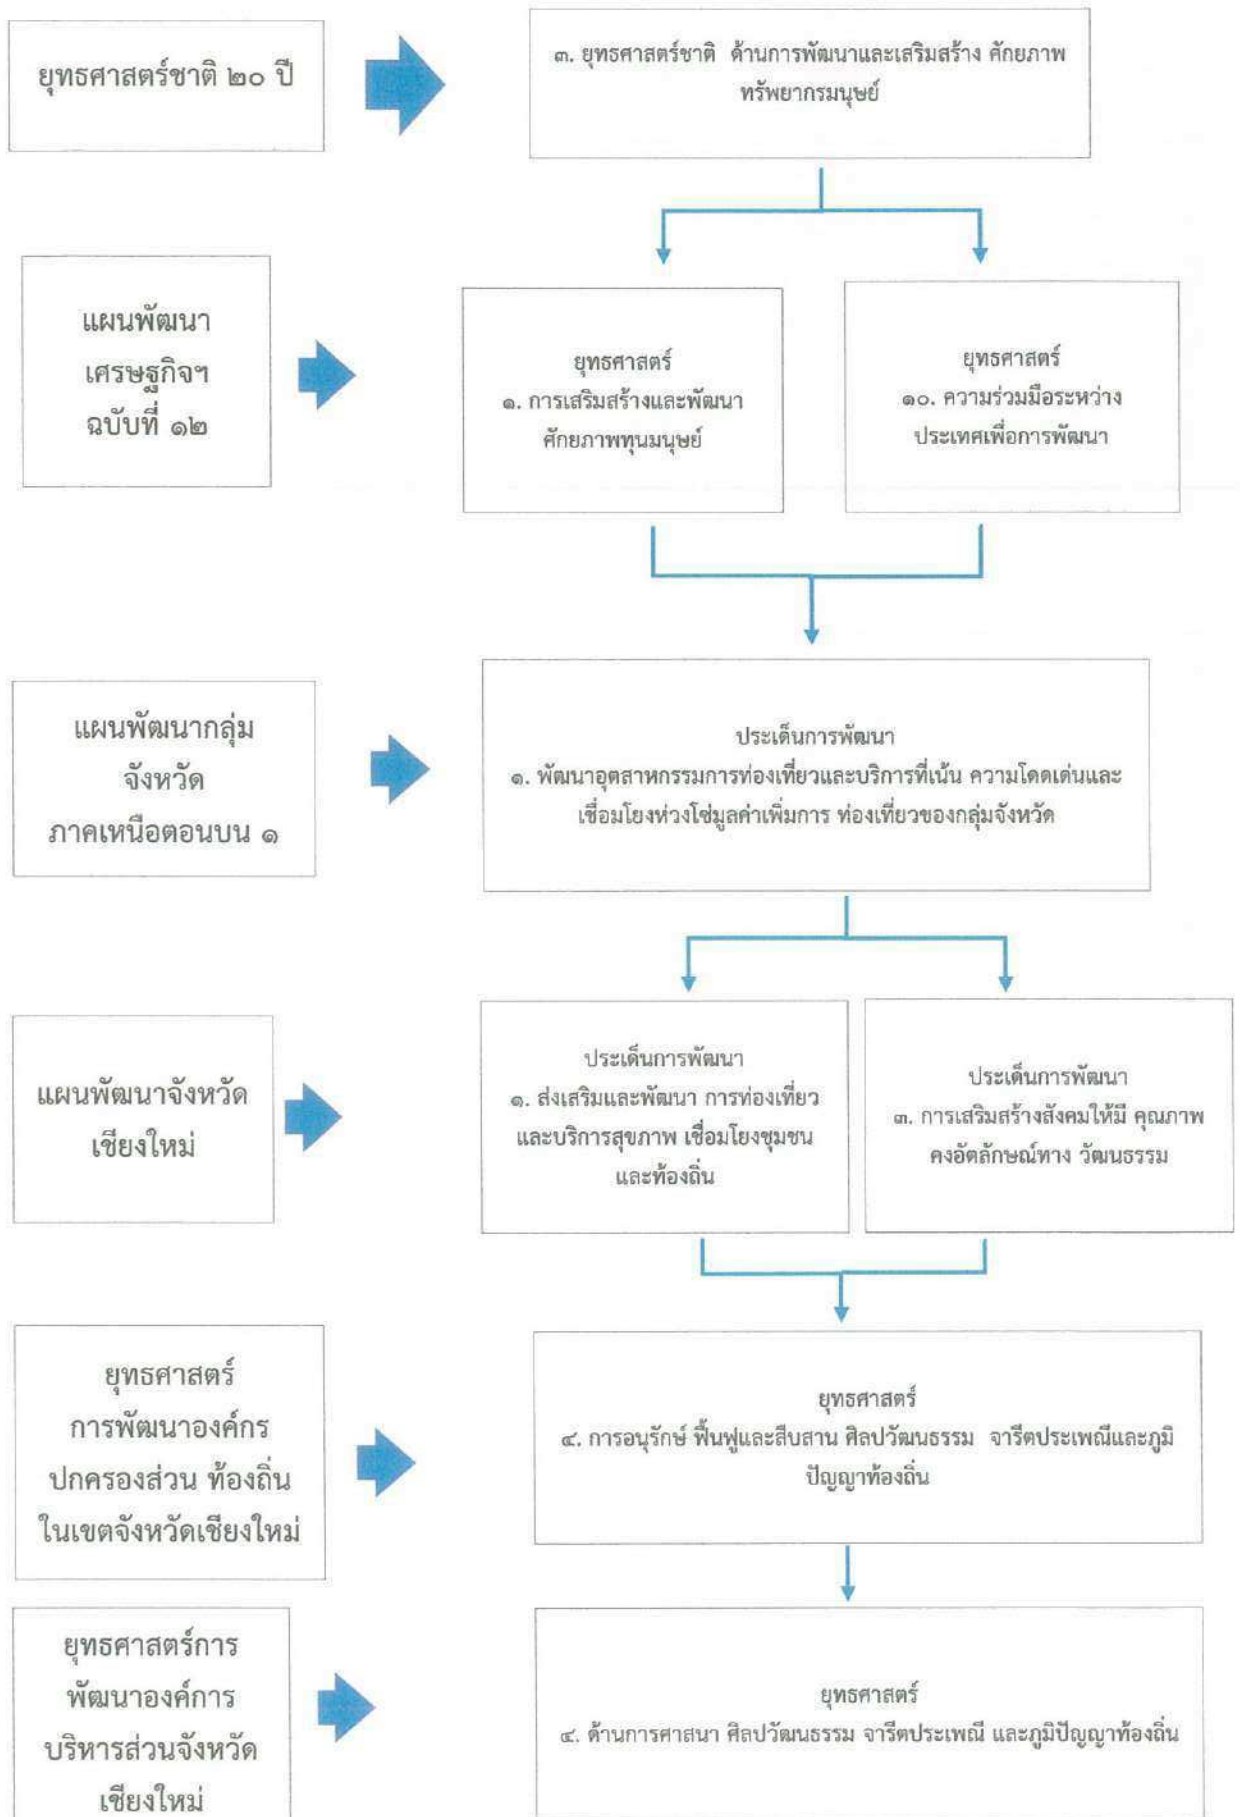 ยุทธศาสตร์ชาติ ๒๐ ปี
๓. ยุทธศาสตร์ชาติ ด้านการพัฒนาและเสริมสร้าง ศักยภาพ
ทรัพยากรมนุษย์
แผนพัฒนา
เศรษฐกิจฯ
ฉบับที่ ๑๒
ยุทธศาสตร์
๑. การเสริมสร้างและพัฒนา
ศักยภาพทุนมนุษย์
ยุทธศาสตร์
๑๐. ความร่วมมือระหว่าง
ประเทศเพื่อการพัฒนา
แผนพัฒนากลุ่ม
จังหวัด
ภาคเหนือตอนบน ๑
ประเด็นการพัฒนา
๑. พัฒนาอุตสาหกรรมการท่องเที่ยวและบริการที่เน้น ความโดดเด่นและ
เชื่อมโยงห่วงโซ่มูลค่าเพิ่มการ ท่องเที่ยวของกลุ่มจังหวัด
แผนพัฒนาจังหวัด
เชียงใหม่
ประเด็นการพัฒนา
๑. ส่งเสริมและพัฒนา การท่องเที่ยว
และบริการสุขภาพ เชื่อมโยงชุมชน
และท้องถิ่น
ประเด็นการพัฒนา
๓. การเสริมสร้างสังคมให้มี คุณภาพ
คงอัตลักษณ์ทาง วัฒนธรรม
ยุทธศาสตร์
การพัฒนาองค์กร
ปกครองส่วน ท้องถิ่น
ในเขตจังหวัดเชียงใหม่
ยุทธศาสตร์
๔. การอนุรักษ์ ฟื้นฟูและสืบสาน ศิลปวัฒนธรรม จารีตประเพณีและภูมิ
ปัญญาท้องถิ่น
ยุทธศาสตร์การ
พัฒนาองค์การ
บริหารส่วนจังหวัด
เชียงใหม่
ยุทธศาสตร์
๔. ด้านการศาสนา ศิลปวัฒนธรรม จารีตประเพณี และภูมิปัญญาท้องถิ่น